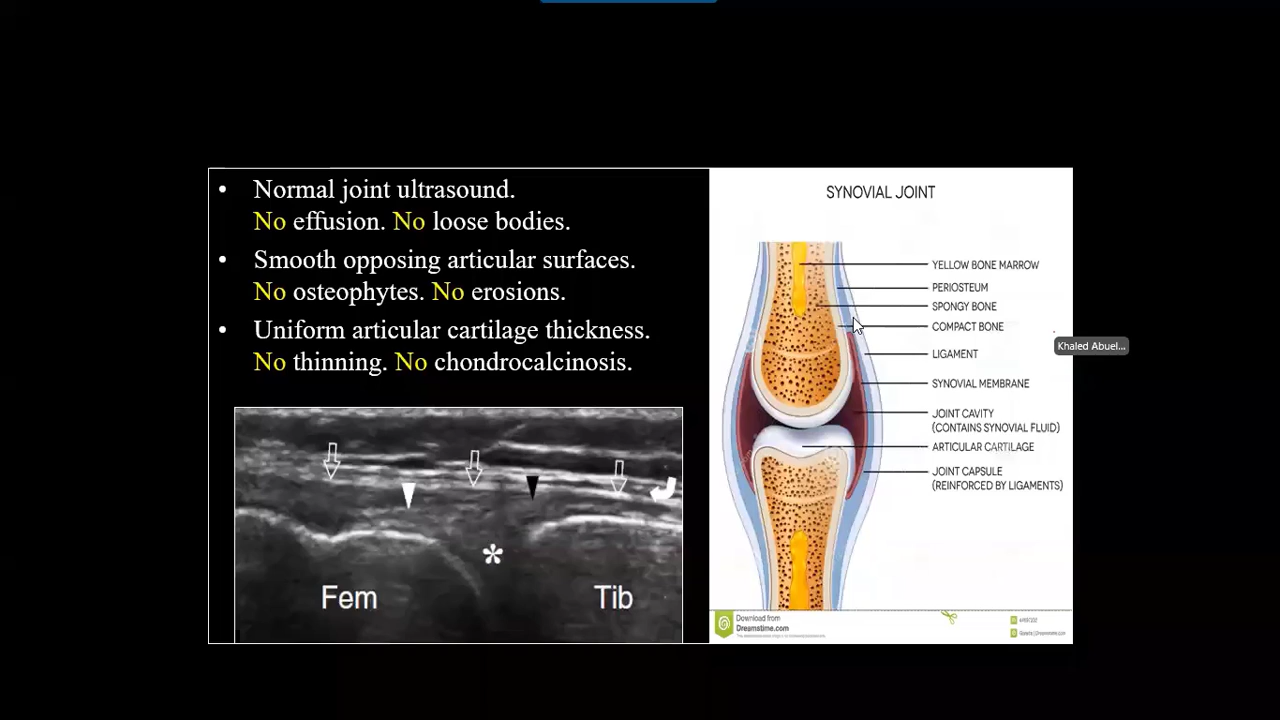 • Normal joint ultrasound.
No effusion. No loose bodies.
• Smooth opposing articular surfaces.
No osteophytes. No erosions.
• Uniform articular cartilage thickness.
No thinning. No chondrocalcinosis.
*
Fem
Tib
SYNOVIAL JOINT
YELLOW BONE MARROW
PERIOSTEUM
SPONGY BONE
COMPACT BONE
LIGAMENT
SYNOVIAL MEMBRANE
JOINT CAVITY
(CONTAINS SYNOVIAL FLUID)
ARTICULAR CARTILAGE
JOINT CAPSULE
(REINFORCED BY LIGAMENTS)
Download from
Dreamstime.com
Khaled Abuel...